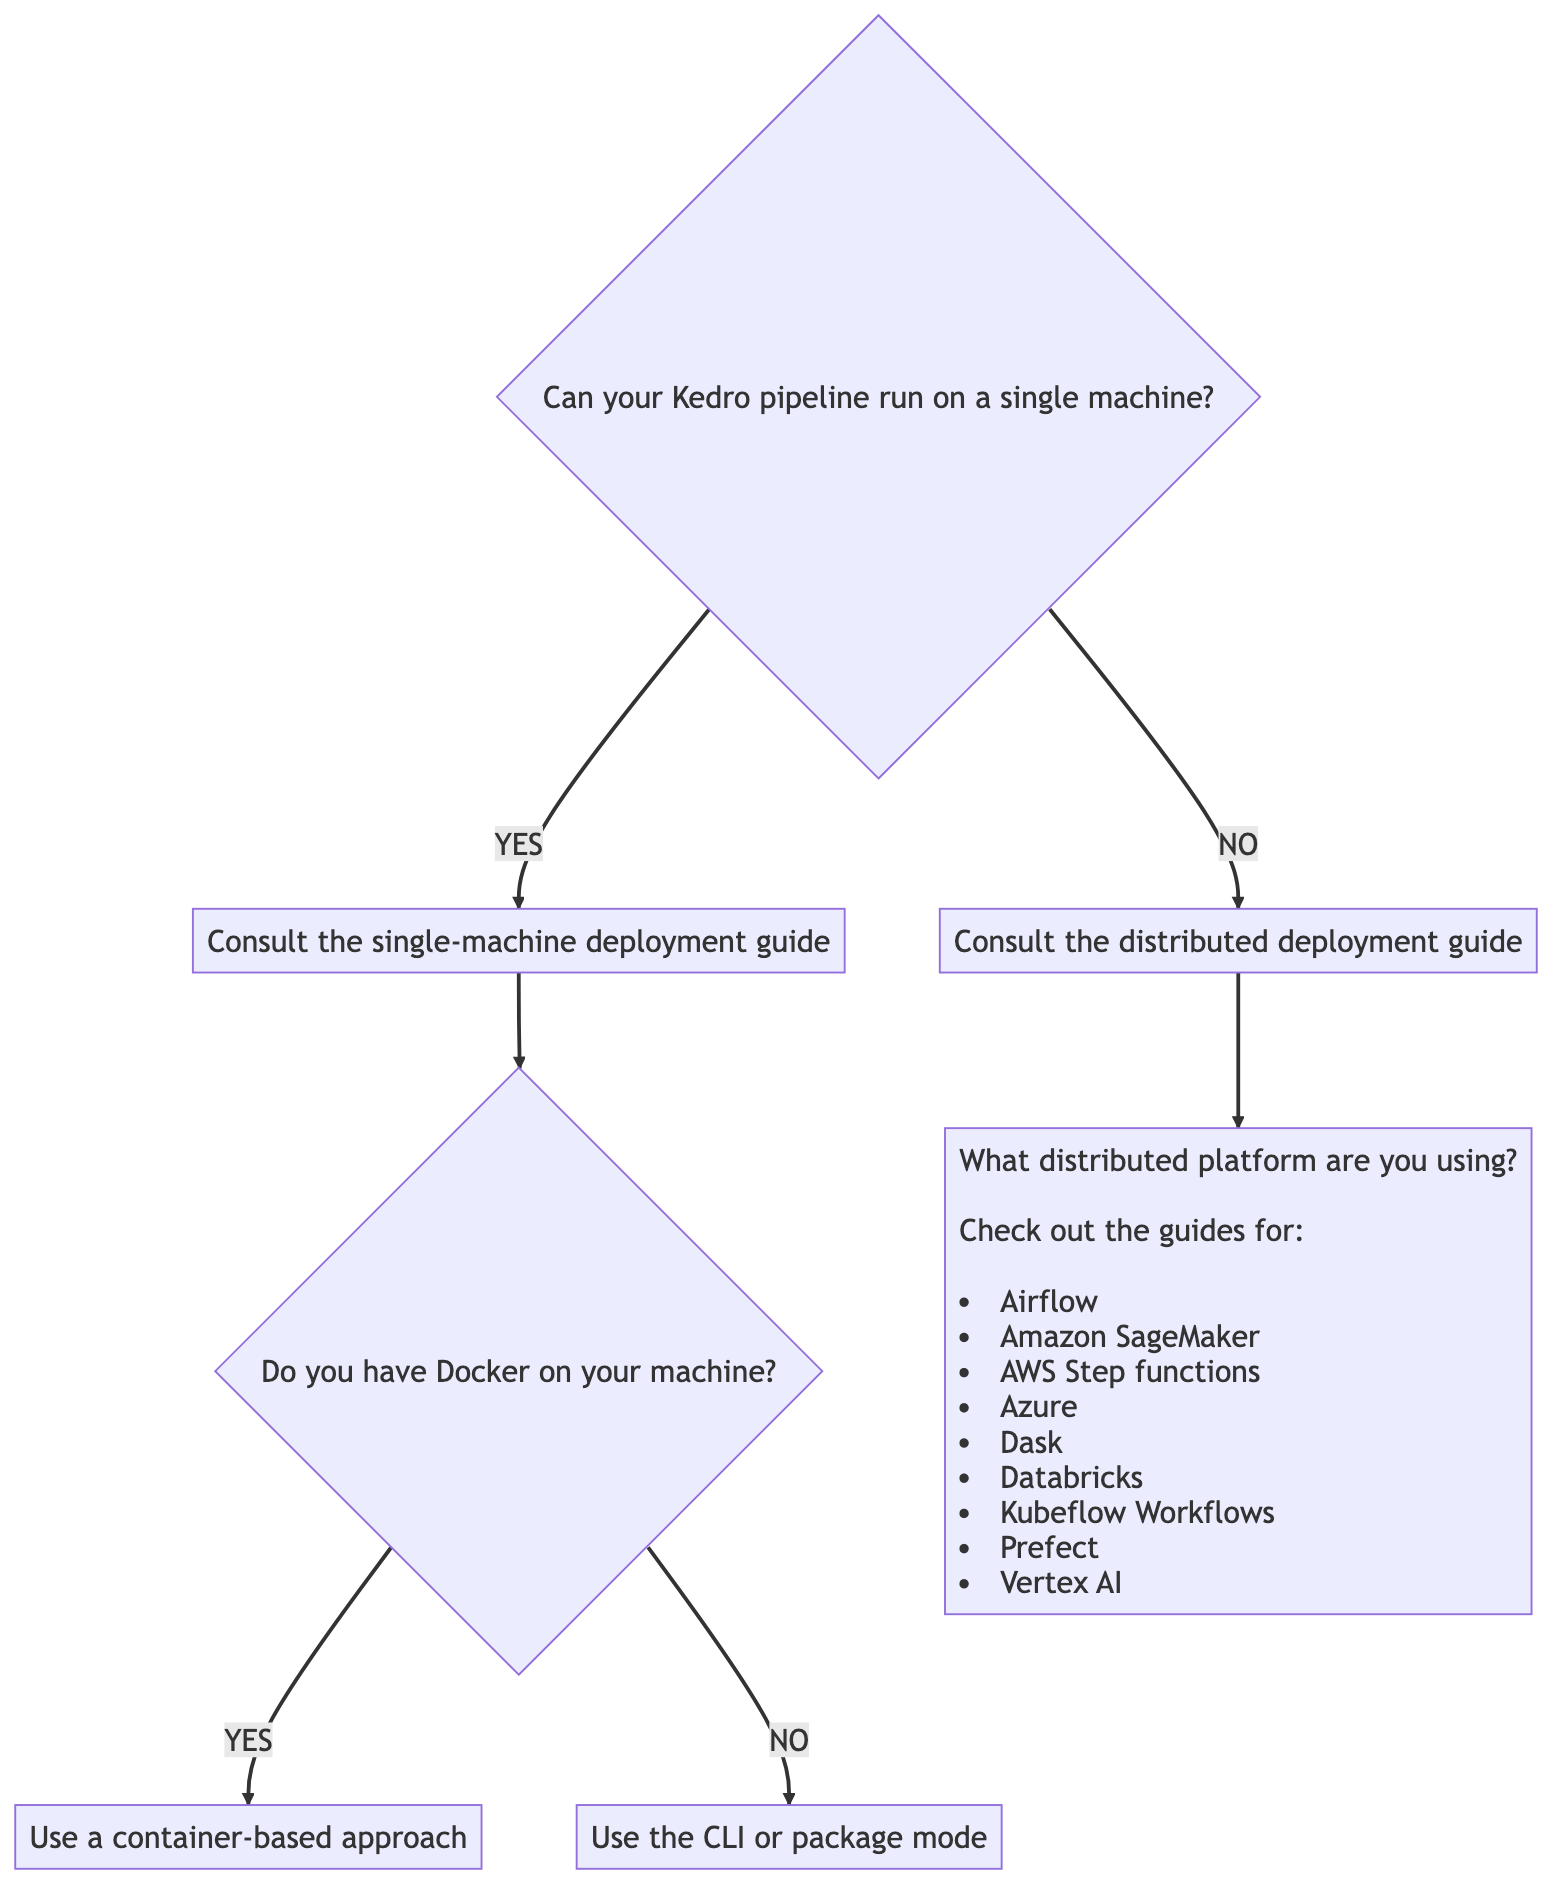 Can your Kedro pipeline run on a single machine?
YES
NO
Consult the single-machine deployment guide
Consult the distributed deployment guide
What distributed platform are you using?
Check out the guides for:
• Airflow
• Amazon SageMaker
• AWS Step functions
• Azure
• Dask
• Databricks
• Kubeflow Workflows
• Prefect
• Vertex AI
Do you have Docker on your machine?
YES
NO
Use a container-based approach
Use the CLI or package mode